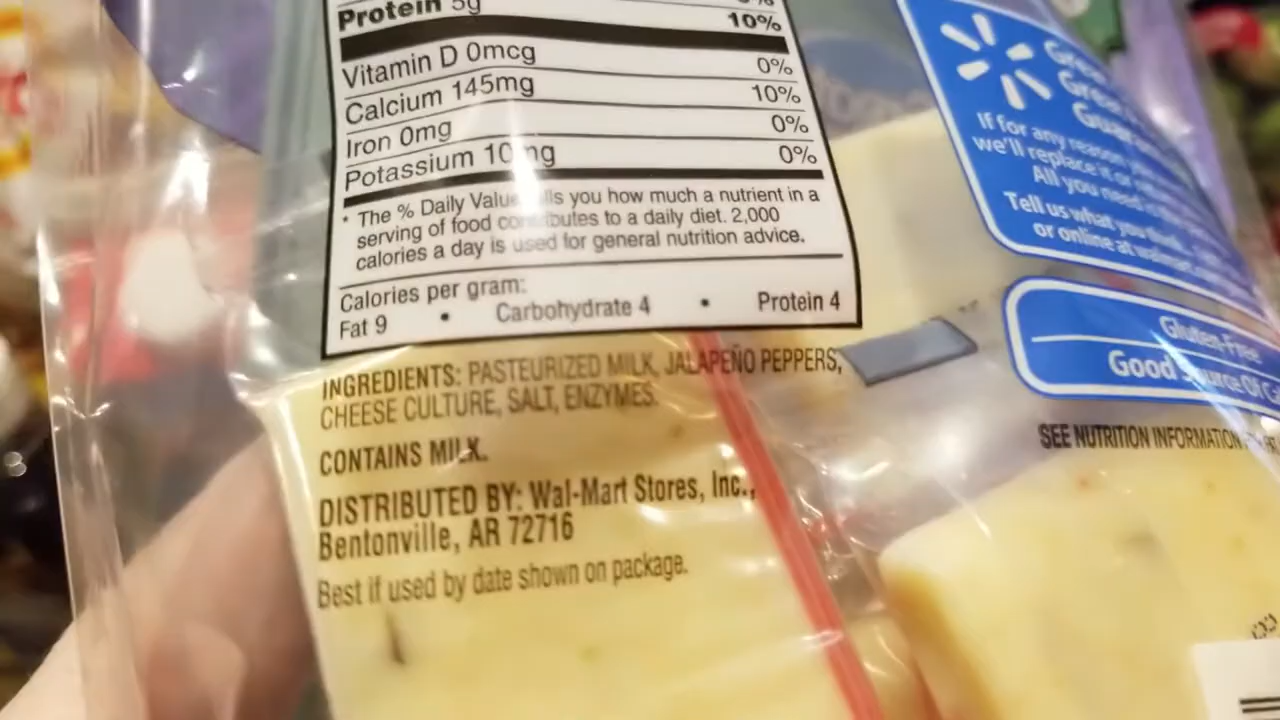 Protein 5g
10%
Vitamin D 0mcg 0%
Calcium 145mg 10%
Iron 0mg 0%
Potassium 0%
* The % Daily you how much a nutrient in a
serving of food to a daily diet. 2,000
calories a day is used for general nutrition advice.
Calories per gram:
Fat 9 • Carbohydrate 4 • Protein 4
INGREDIENTS: PASTEURIZED MILK, JALAPEÑO PEPPERS,
CHEESE CULTURE, SALT, ENZYMES.
CONTAINS MILK.
DISTRIBUTED BY: Wal-Mart Stores, Inc.,
Bentonville, AR 72716
Best if used by date shown on package.
If for any reason
we'll replace it or
All you need
Tell us what you think
or online at
Gluten-Free
Good Of
SEE NUTRITION INFORMATION